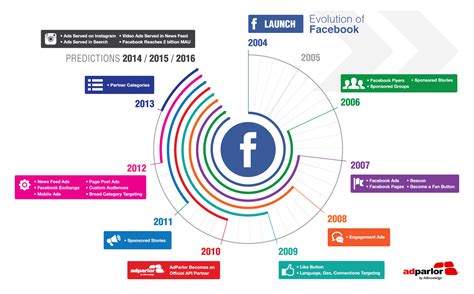 LAUNCH
Evolution of
Facebook
2004
2005
• Facebook Flyers • Sponsored Stories
• Sponsored Groups
2006
2007
• Facebook Ads • Beacon
• Facebook Pages • Become a Fan Button
2008
• Engagement Ads
2009
• Like Button
• Language, Geo, Connections Targeting
2010
AdParlor Becomes an
Official API Partner
2011
• Sponsored Stories
2012
• News Feed Ads • Page Post Ads
• Facebook Exchange • Custom Audiences
• Mobile Ads • Broad Category Targeting
2013
• Partner Categories
PREDICTIONS 2014 / 2015 / 2016
• Ads Served on Instagram • Video Ads Served in News Feed
• Ads Served in Search • Facebook Reaches 2 billion MAU
adparlor
by AdKnowledge